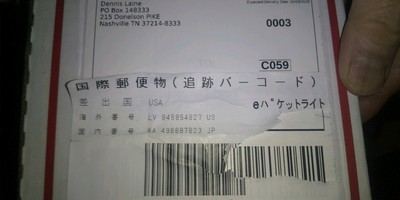 Dennis Laine
PO Box 148333
215 Donelson PIKE
Nashville TN 37214-8333
0003
C059
国際郵便物(追跡バーコード)
差出国 USA
eパケットライト
海外番号 LV 845854827 US
国内番号 RA 498887823 JP